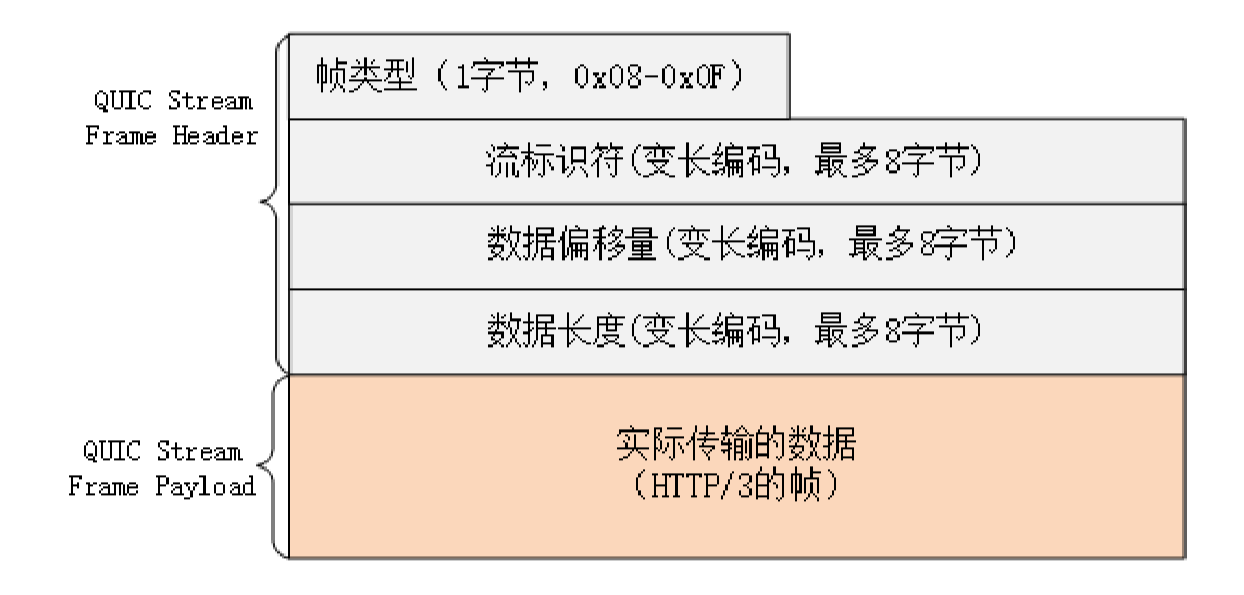 帧类型（1字节，0x08-0x0F）
QUIC Stream
Frame Header
流标识符(变长编码，最多8字节)
数据偏移量(变长编码，最多8字节)
数据长度(变长编码，最多8字节)
实际传输的数据
（HTTP/3的帧）
QUIC Stream
Frame Payload